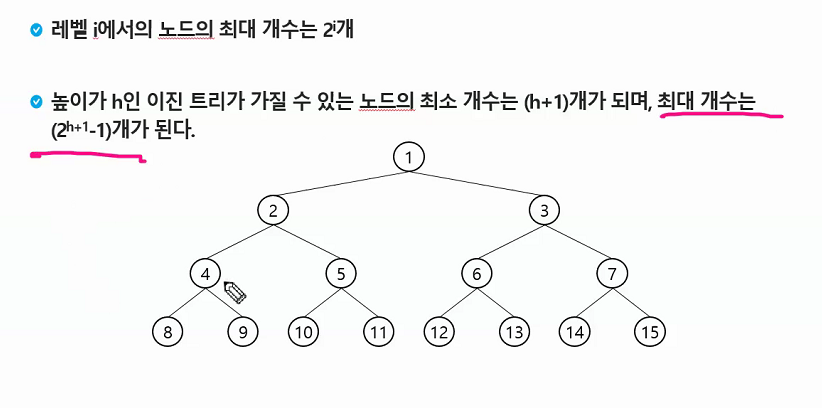 레벨 i에서의 노드의 최대 개수는 2ⁱ개
높이가 h인 이진 트리가 가질 수 있는 노드의 최소 개수는 (h+1)개가 되며, 최대 개수는
(2ʰ⁺¹-1)개가 된다.
1
2 3
4 5 6 7
8 9 10 11 12 13 14 15